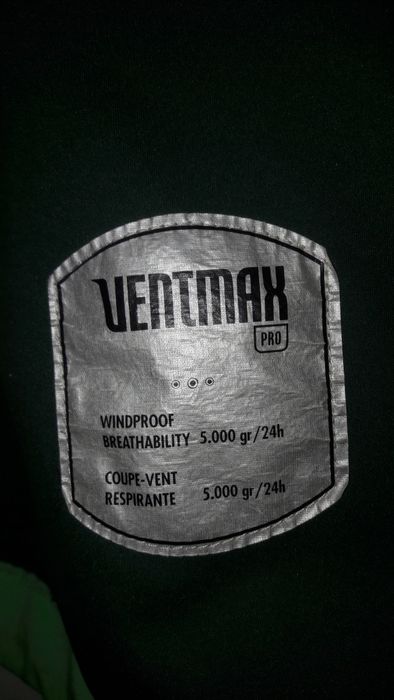 VENTMAX
PRO
WINDPROOF
BREATHABILITY 5.000 gr/24h
COUPE-VENT
RESPIRANTE 5.000 gr/24h